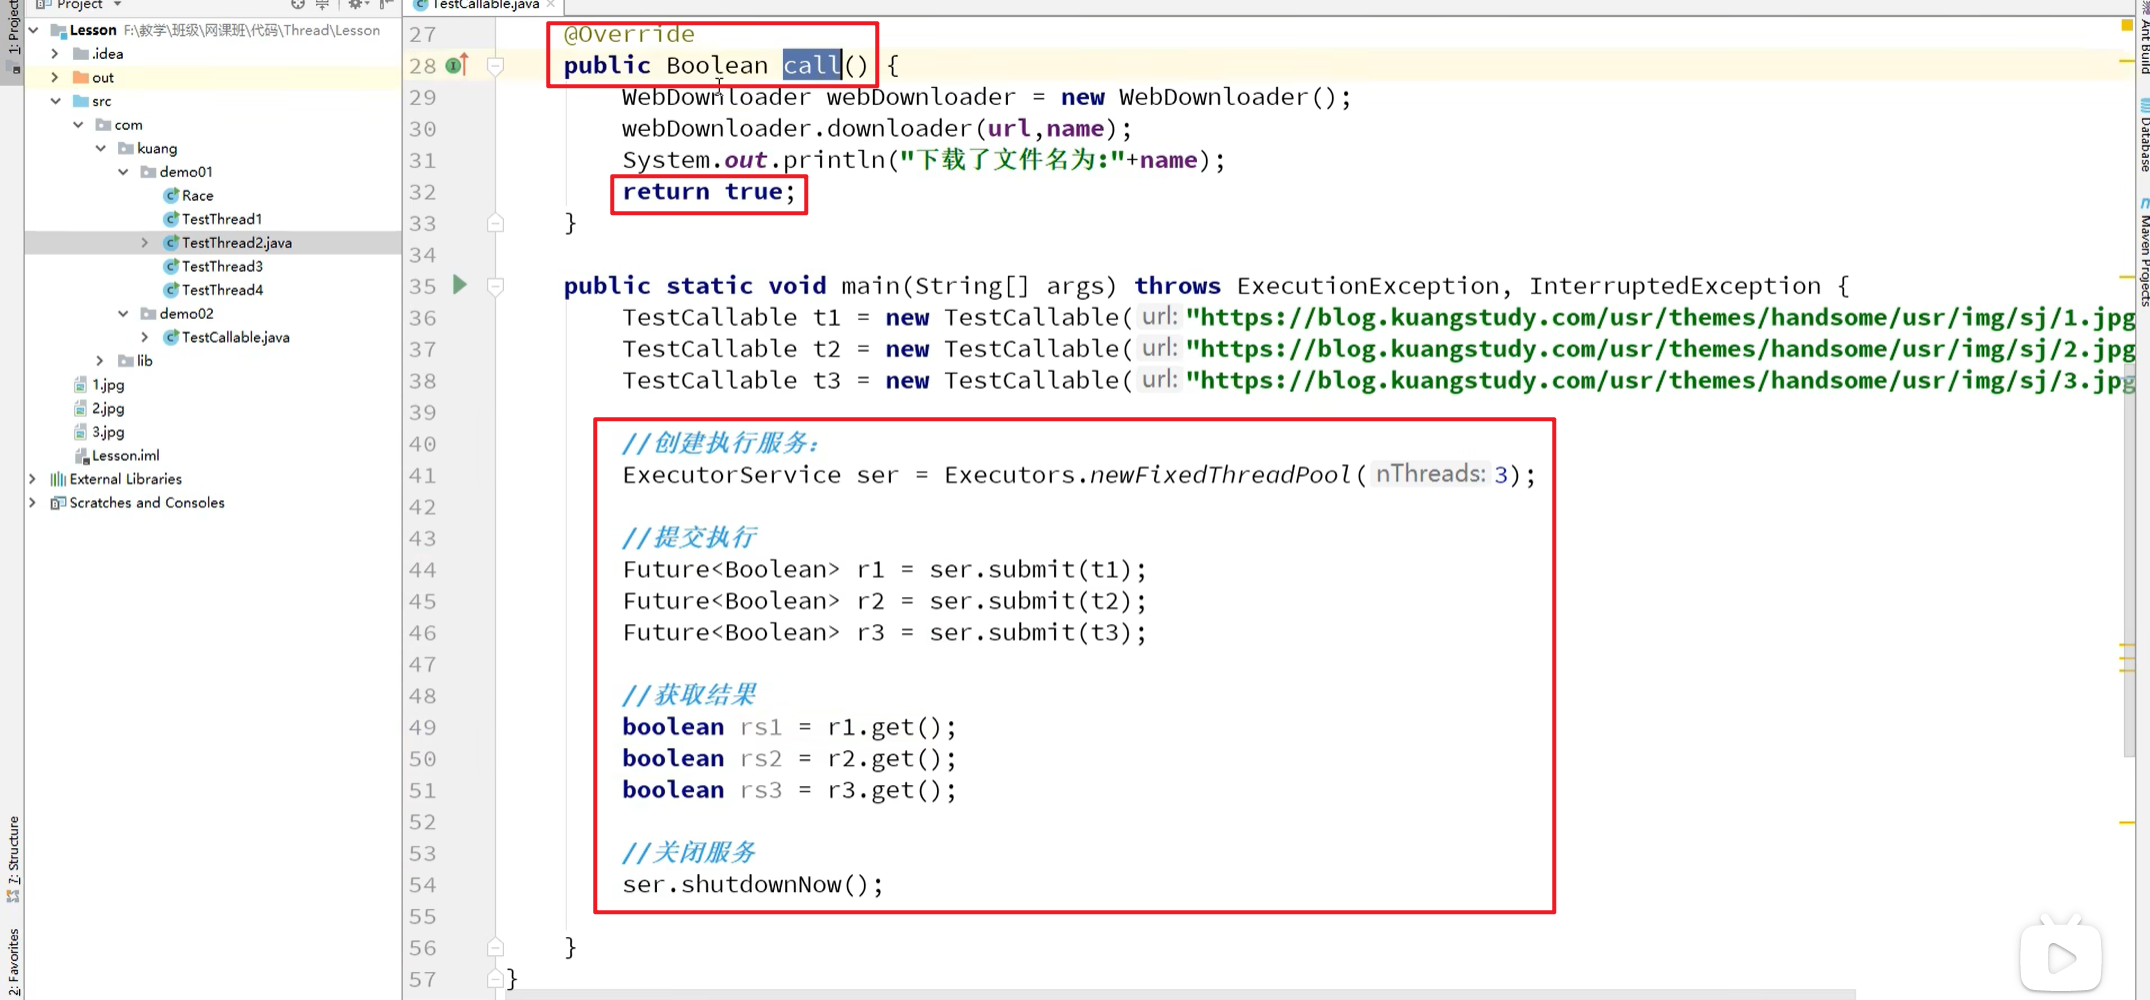 Project
TestCallable.java
1: Project
Lesson F:\教学\班级\网课班\代码\Thread\Lesson
.idea
out
src
com
kuang
demo01
Race
TestThread1
TestThread2.java
TestThread3
TestThread4
demo02
TestCallable.java
lib
1.jpg
2.jpg
3.jpg
Lesson.iml
External Libraries
Scratches and Consoles
7: Structure
2: Favorites
27 @Override
28 public Boolean call() {
29 WebDownloader webDownloader = new WebDownloader();
30 webDownloader.downloader(url,name);
31 System.out.println("下载了文件名为:"+name);
32 return true;
33 }
34
35 public static void main(String[] args) throws ExecutionException, InterruptedException {
36 TestCallable t1 = new TestCallable( url: "https://blog.kuangstudy.com/usr/themes/handsome/usr/img/sj/1.jpg
37 TestCallable t2 = new TestCallable( url: "https://blog.kuangstudy.com/usr/themes/handsome/usr/img/sj/2.jpg
38 TestCallable t3 = new TestCallable( url: "https://blog.kuangstudy.com/usr/themes/handsome/usr/img/sj/3.jpg
39
40 //创建执行服务：
41 ExecutorService ser = Executors.newFixedThreadPool( nThreads: 3);
42
43 //提交执行
44 Future<Boolean> r1 = ser.submit(t1);
45 Future<Boolean> r2 = ser.submit(t2);
46 Future<Boolean> r3 = ser.submit(t3);
47
48 //获取结果
49 boolean rs1 = r1.get();
50 boolean rs2 = r2.get();
51 boolean rs3 = r3.get();
52
53 //关闭服务
54 ser.shutdownNow();
55
56 }
57 }
Ant Build
Database
Maven Projects